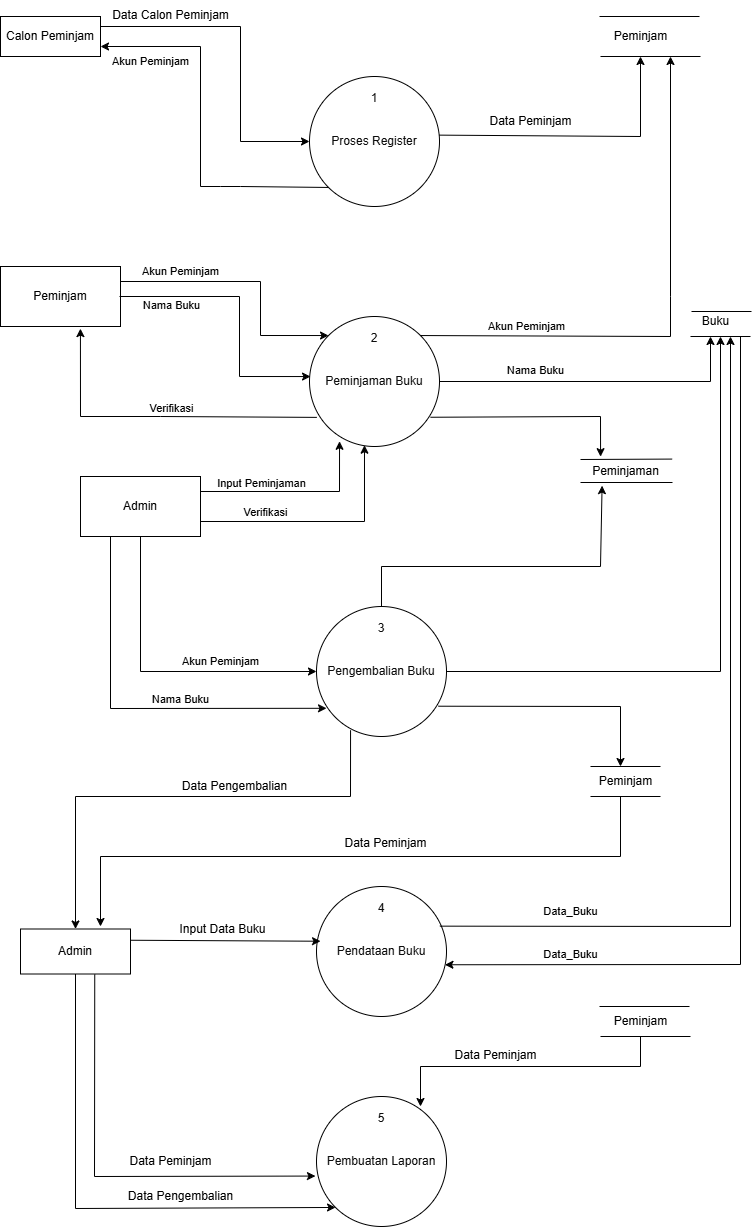 Data Calon Peminjam
Calon Peminjam
Peminjam
Akun Peminjam
1
Proses Register
Data Peminjam
Akun Peminjam
Peminjam
Nama Buku
Buku
Akun Peminjam
2
Nama Buku
Peminjaman Buku
Verifikasi
Peminjaman
Input Peminjaman
Admin
Verifikasi
3
Akun Peminjam
Pengembalian Buku
Nama Buku
Peminjam
Data Pengembalian
Data Peminjam
4
Data_Buku
Input Data Buku
Admin
Pendataan Buku
Data_Buku
Peminjam
Data Peminjam
5
Data Peminjam
Pembuatan Laporan
Data Pengembalian